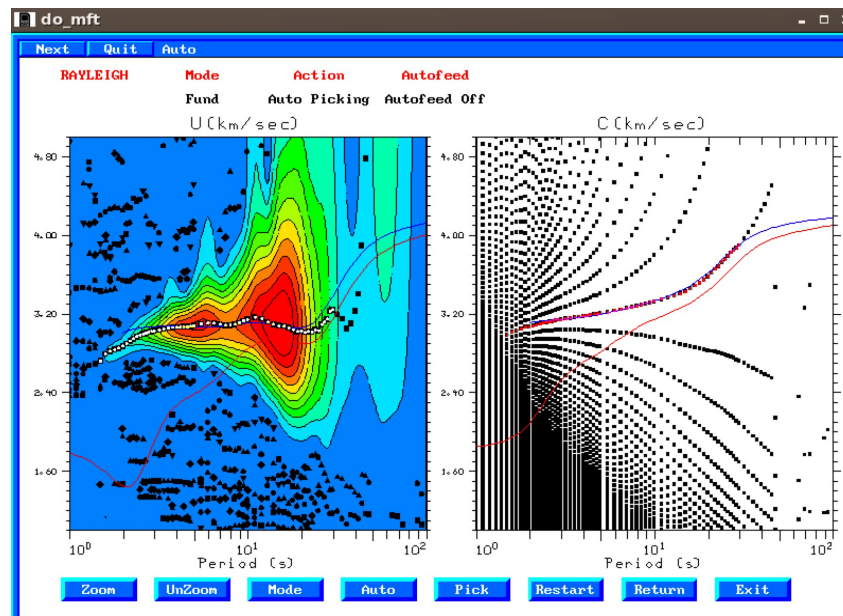 do_mft
Next Quit Auto
RAYLEIGH Mode Action Autofeed
Fund Auto Picking Autofeed Off
U(km/sec) C(km/sec)
4.80 4.80
4.00 4.00
3.20 3.20
2.40 2.40
1.60 1.60
10⁰ 10¹ 10² 10⁰ 10¹ 10²
Period (s) Period (s)
Zoom UnZoom Mode Auto Pick Restart Return Exit